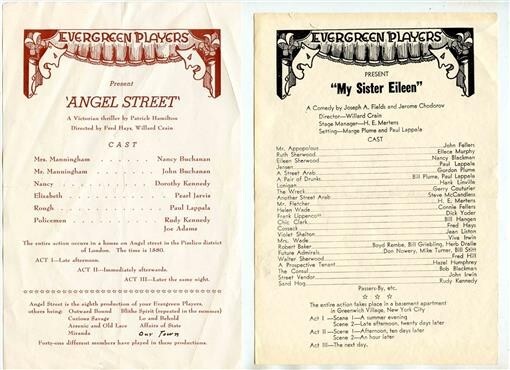 EVERGREEN PLAYERS
Present
'ANGEL STREET'
A Victorian thriller by Patrick Hamilton
Directed by Fred Hays, Willard Crain
CAST
Mrs. Manningham Nancy Buchanan
Mr. Manningham John Buchanan
Nancy Dorothy Kennedy
Elizabeth Pearl Jarvis
Rough Paul Lappala
Policemen Rudy Kennedy
Joe Adams
The entire action occurs in a home on Angel street in the Pimlico district
of London. The time is 1880.
ACT I—Late afternoon.
ACT II—Immediately afterwards.
ACT III—Later the same night.
Angel Street is the eighth production of your Evergreen Players,
others being: Outward Bound Blithe Spirit (repeated in the summer)
Curious Savage Lo and Behold
Arsenic and Old Lace Affairs of State
Miranda Our Town
Forty-one different members have played in these productions.
EVERGREEN PLAYERS
PRESENT
"My Sister Eileen"
A Comedy by Joseph A. Fields and Jerome Chodorov
Director—Willard Crain
Stage Manager—H. E. Mertens
Setting—Marge Plume and Paul Lappala
CAST
Mr. Appopolous John Fellers
Ruth Sherwood Ellece Murphy
Eileen Sherwood Nancy Blackman
Jensen Paul Lappala
A Street Arab Gordon Plume
A Pair of Drunks Bill Plume, Paul Lappala
Lonigan Hank Linville
The Wreck Gerry Couturier
Another Street Arab Steve McCandless
Mr. Fletcher H. E. Mertens
Helen Wade Connie Fellers
Frank Lippencott Dick Yoder
Chic Clark Bill Hangen
Cossack Fred Hays
Violet Shelton Jean Liston
Mrs. Wade Viva Irwin
Robert Baker Boyd Rembe, Bill Griebling, Herb
Future Admirals Don Nowery, Mike Turner, Bill Stitt
Walter Sherwood Fred Hill
A Prospective Tenant Hazel Humphrey
The Consul Bob Blackman
Street Vendor John Irwin
Sand Hog Rudy Kennedy
Passers-By, etc.
The entire action takes place in a basement apartment
in Greenwich Village, New York City
Act I —Scene 1—A summer evening
Scene 2—Late afternoon, twenty days later
Act II —Scene 1—Afternoon, ten days later
Scene 2—An hour later
Act III—The next day.